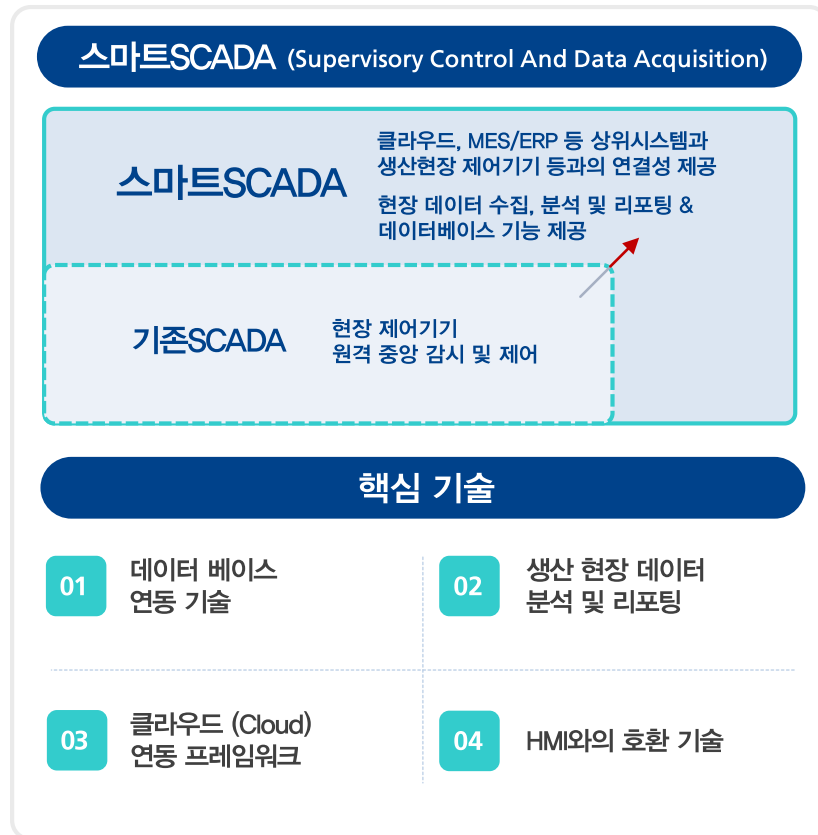 스마트SCADA (Supervisory Control And Data Acquisition)
스마트SCADA
클라우드, MES/ERP 등 상위시스템과
생산현장 제어기기 등과의 연결성 제공
현장 데이터 수집, 분석 및 리포팅 &
데이터베이스 기능 제공
기존SCADA
현장 제어기기
원격 중앙 감시 및 제어
핵심 기술
01
데이터 베이스
연동 기술
02
생산 현장 데이터
분석 및 리포팅
03
클라우드 (Cloud)
연동 프레임워크
04
HMI와의 호환 기술